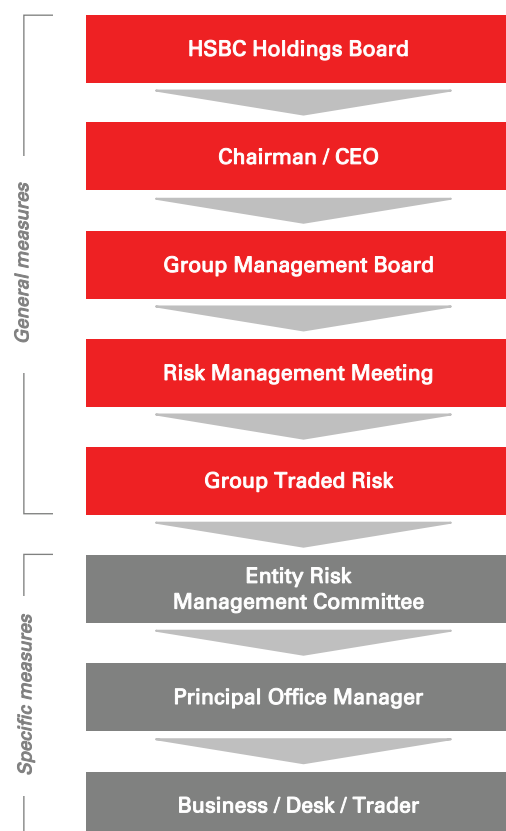 HSBC Holdings Board
Chairman / CEO
Group Management Board
Risk Management Meeting
Group Traded Risk
General measures
Entity Risk
Management Committee
Principal Office Manager
Business / Desk / Trader
Specific measures